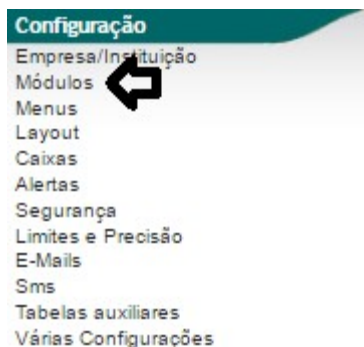 Configuração
Empresa/Instituição
Módulos
Menus
Layout
Caixas
Alertas
Segurança
Limites e Precisão
E-Mails
Sms
Tabelas auxiliares
Várias Configurações